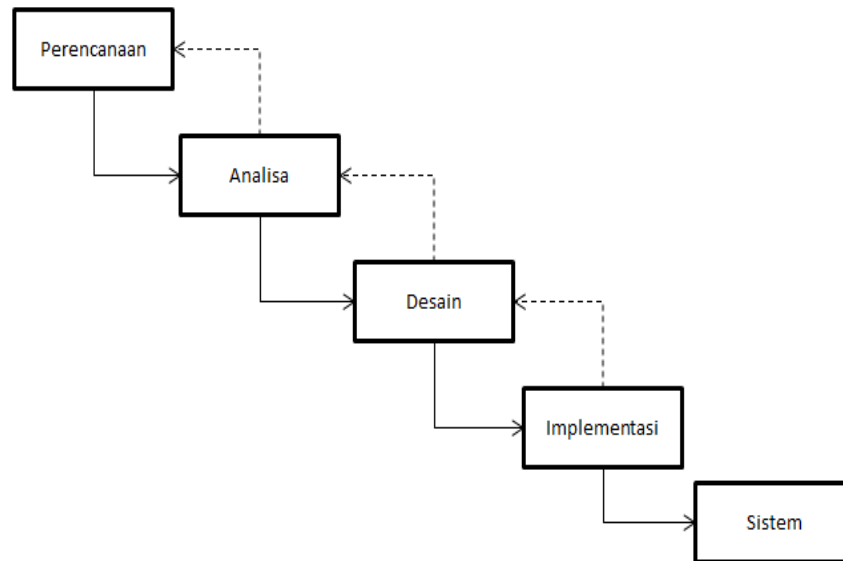 Perencanaan
Analisa
Desain
Implementasi
Sistem